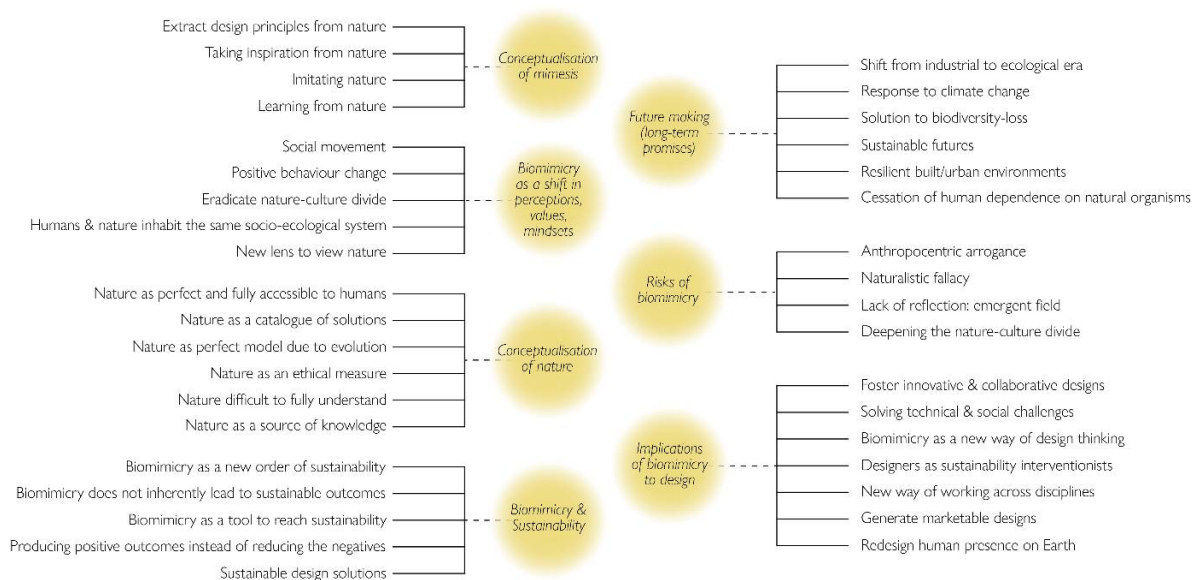 Extract design principles from nature
Taking inspiration from nature
Imitating nature
Learning from nature
Conceptualisation
of mimesis
Social movement
Positive behaviour change
Eradicate nature-culture divide
Humans & nature inhabit the same socio-ecological system
New lens to view nature
Biomimicry
as a shift in
perceptions,
values,
mindsets
Nature as perfect and fully accessible to humans
Nature as a catalogue of solutions
Nature as perfect model due to evolution
Nature as an ethical measure
Nature difficult to fully understand
Nature as a source of knowledge
Conceptualisation
of nature
Biomimicry as a new order of sustainability
Biomimicry does not inherently lead to sustainable outcomes
Biomimicry as a tool to reach sustainability
Producing positive outcomes instead of reducing the negatives
Sustainable design solutions
Biomimicry &
Sustainability
Future making
(long-term
promises)
Shift from industrial to ecological era
Response to climate change
Solution to biodiversity-loss
Sustainable futures
Resilient built/urban environments
Cessation of human dependence on natural organisms
Risks of
biomimicry
Anthropocentric arrogance
Naturalistic fallacy
Lack of reflection: emergent field
Deepening the nature-culture divide
Implications
of biomimicry
to design
Foster innovative & collaborative designs
Solving technical & social challenges
Biomimicry as a new way of design thinking
Designers as sustainability interventionists
New way of working across disciplines
Generate marketable designs
Redesign human presence on Earth